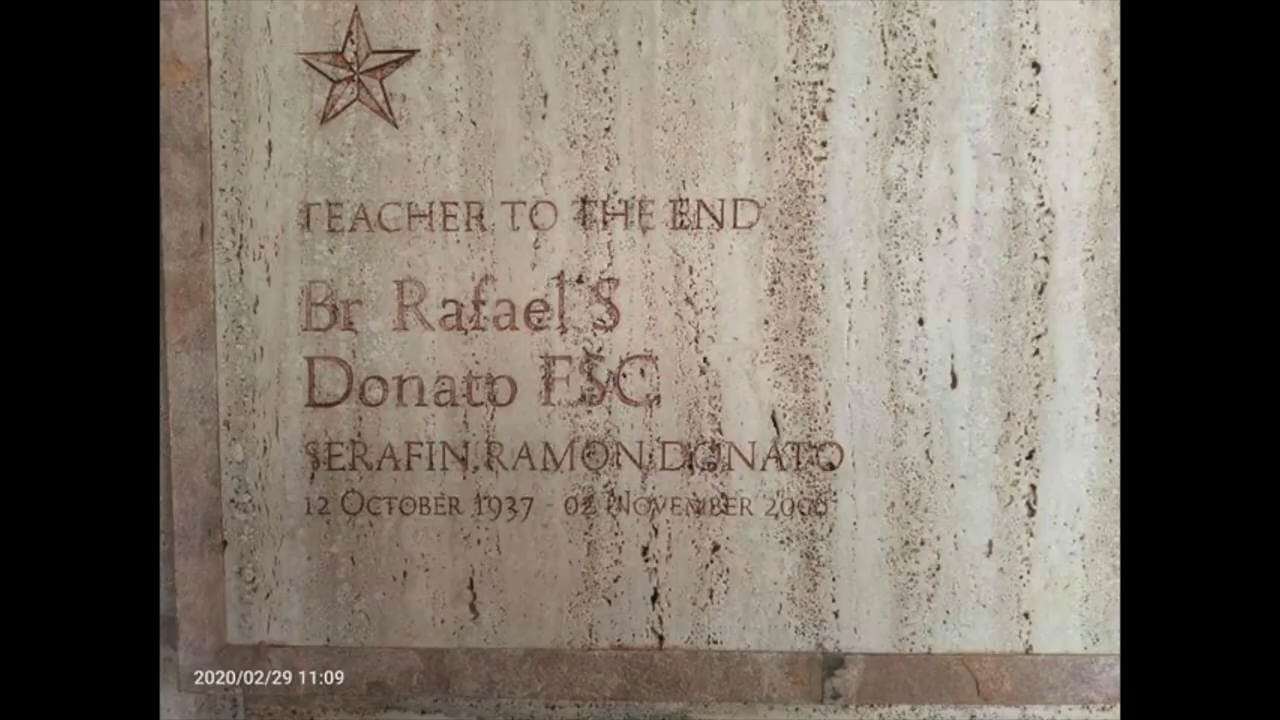 TEACHER TO THE END
Br Rafael S
Donato FSC
SERAFIN RAMON DONATO
12 OCTOBER 1937 - 02 NOVEMBER 2006
2020/02/29 11:09